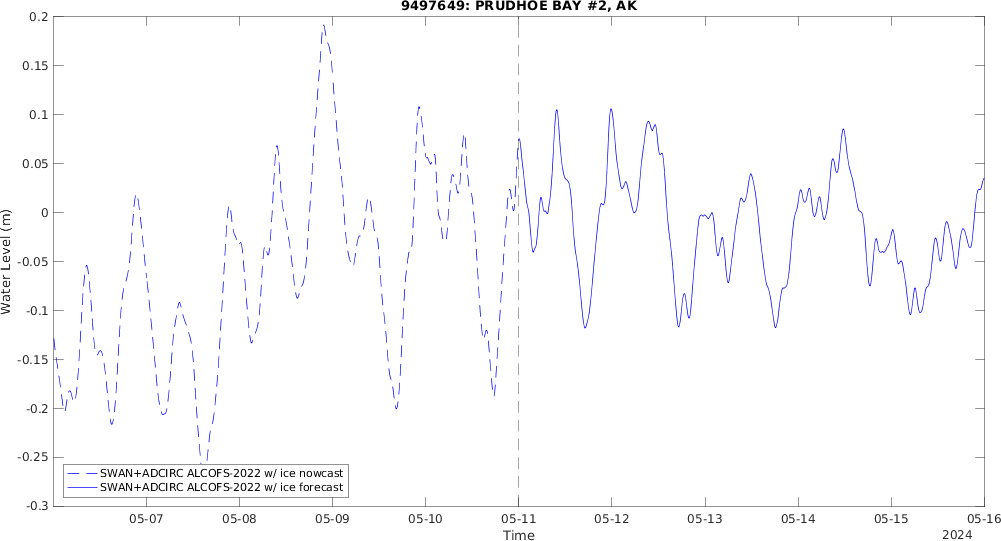 9497649: PRUDHOE BAY #2, AK
0.2
0.15
0.1
0.05
0
-0.05
-0.1
-0.15
-0.2
-0.25
-0.3
Water Level (m)
SWAN+ADCIRC ALCOFS-2022 w/ ice nowcast
SWAN+ADCIRC ALCOFS-2022 w/ ice forecast
05-07 05-08 05-09 05-10 05-11 05-12 05-13 05-14 05-15 05-16
Time
2024